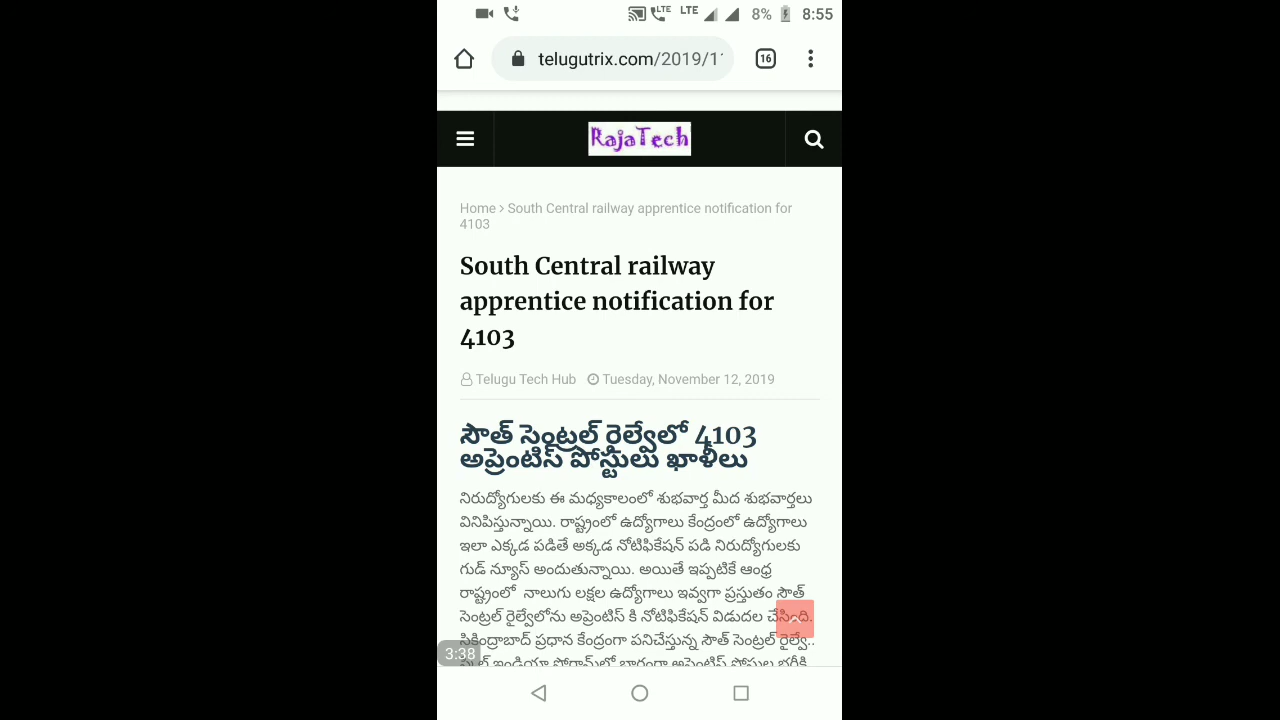 LTE LTE 8% 8:55
telugutrix.com/2019/1
16
RajaTech
Home > South Central railway apprentice notification for
4103
South Central railway
apprentice notification for
4103
Telugu Tech Hub Tuesday, November 12, 2019
సౌత్ సెంట్రల్ రైల్వేలో 4103
అప్రెంటిస్ పోస్టులు ఖాళీలు
నిరుద్యోగులకు ఈ మధ్యకాలంలో శుభవార్త మీద శుభవార్తలు
వినిపిస్తున్నాయి. రాష్ట్రంలో ఉద్యోగాలు కేంద్రంలో ఉద్యోగాలు
ఇలా ఎక్కడ పడితే అక్కడ నోటిఫికేషన్ పడి నిరుద్యోగులకు
గుడ్ న్యూస్ అందుతున్నాయి. అయితే ఇప్పటికే ఆంధ్ర
రాష్ట్రంలో నాలుగు లక్షల ఉద్యోగాలు ఇవ్వగా ప్రస్తుతం సౌత్
సెంట్రల్ రైల్వేలోను అప్రెంటిస్ కి నోటిఫికేషన్ విడుదల చేసింది.
సికింద్రాబాద్ ప్రధాన కేంద్రంగా పనిచేస్తున్న సౌత్ సెంట్రల్ రైల్వే..
3:38